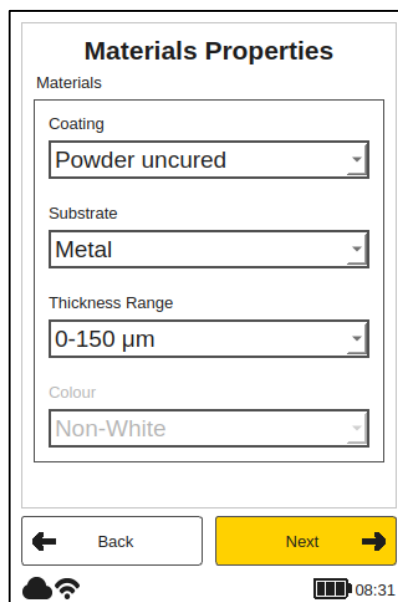 Materials Properties
Materials
Coating
Powder uncured
Substrate
Metal
Thickness Range
0-150 μm
Colour
Non-White
Back
Next
08:31